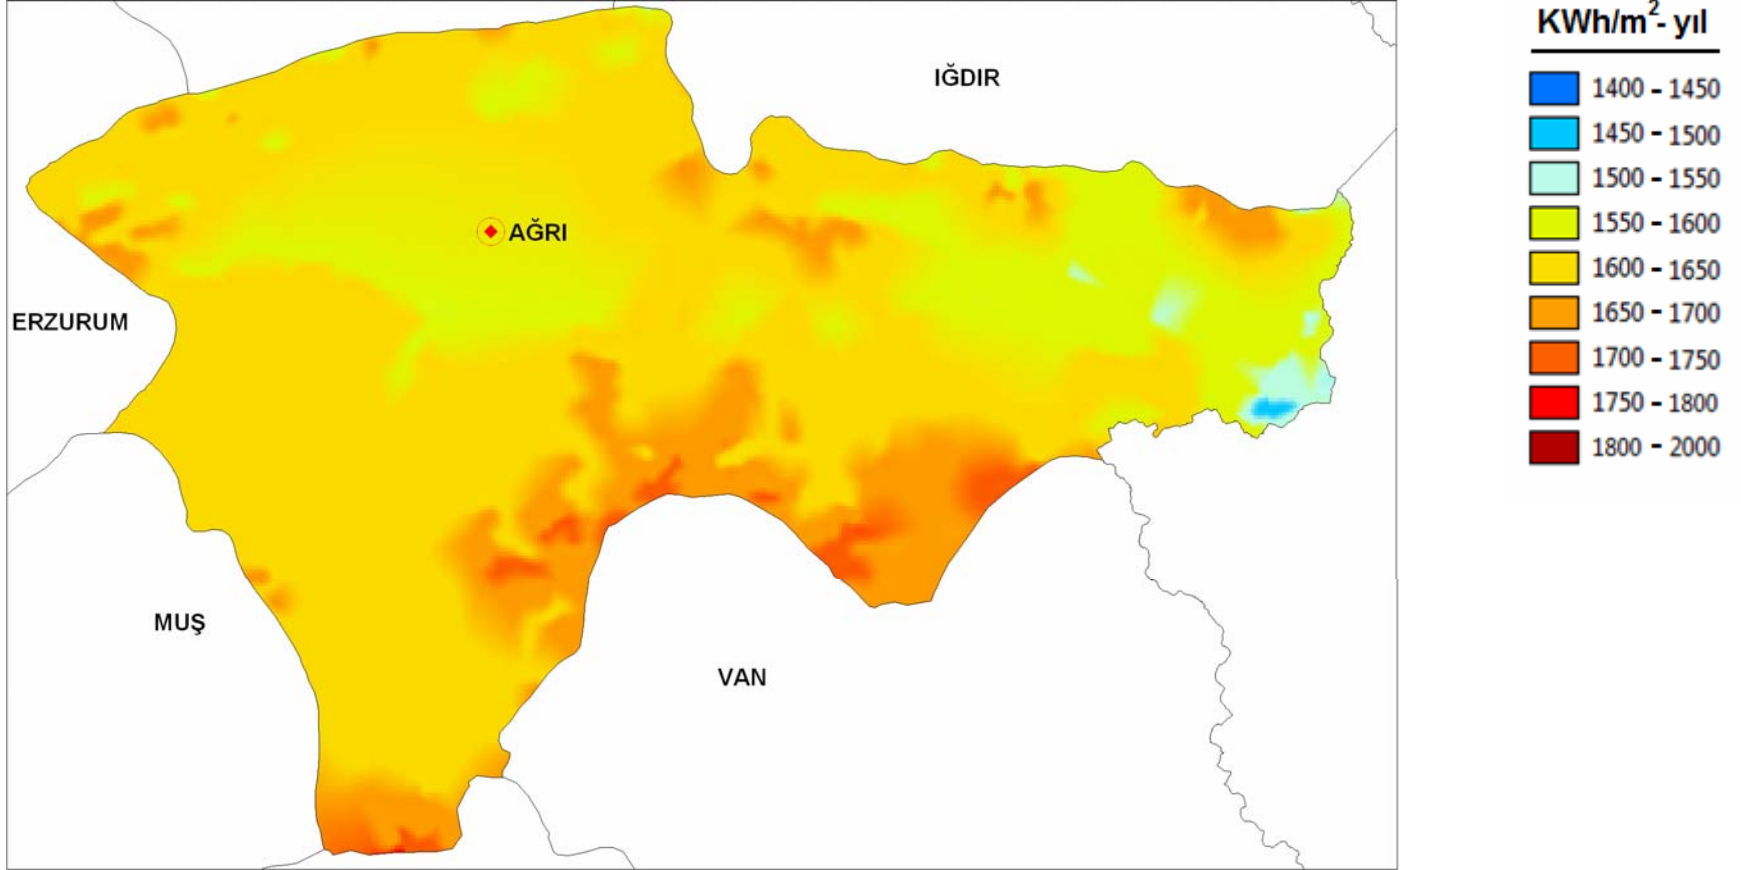 KWh/m²- yıl
IĞDIR
AĞRI
ERZURUM
MUŞ
VAN
1400 - 1450
1450 - 1500
1500 - 1550
1550 - 1600
1600 - 1650
1650 - 1700
1700 - 1750
1750 - 1800
1800 - 2000